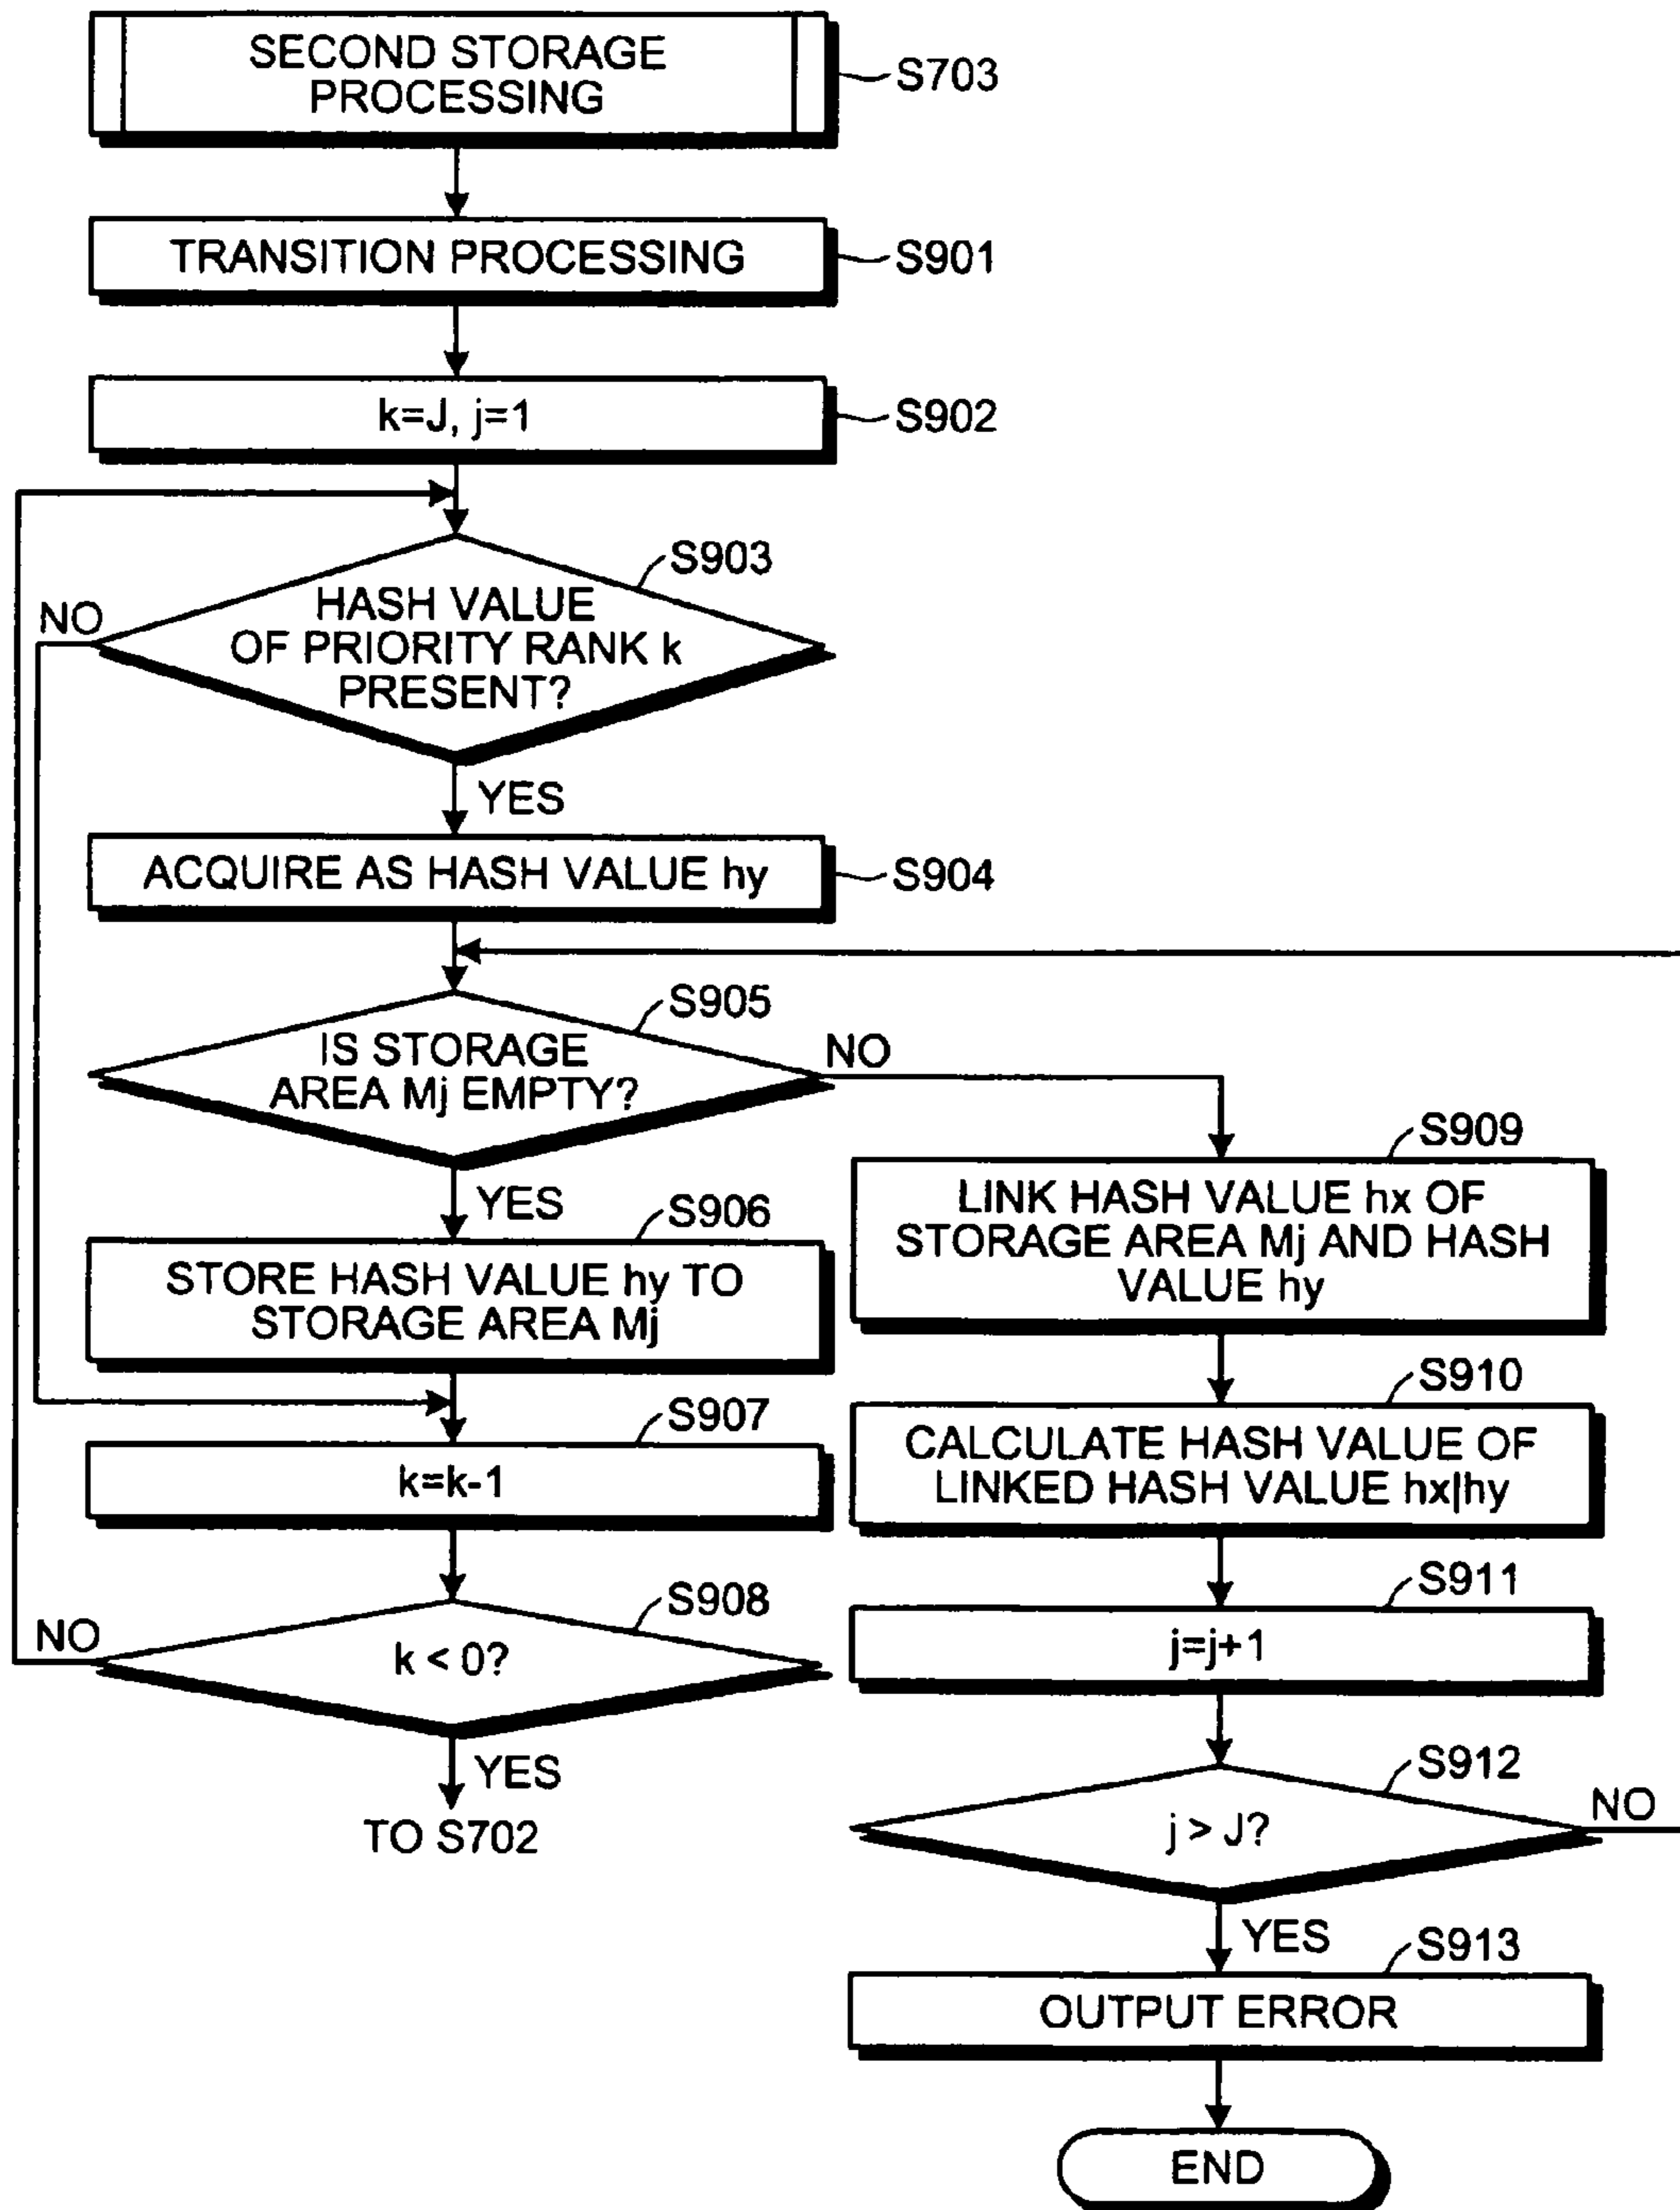 SECOND STORAGE
PROCESSING
S703
TRANSITION PROCESSING
S901
k=J, j=1
S902
S903
HASH VALUE
OF PRIORITY RANK k
PRESENT?
NO
YES
ACQUIRE AS HASH VALUE hy
S904
S905
IS STORAGE
AREA Mj EMPTY?
NO
YES
S906
STORE HASH VALUE hy TO
STORAGE AREA Mj
S907
k=k-1
S908
k < 0?
NO
YES
TO S702
S909
LINK HASH VALUE hx OF
STORAGE AREA Mj AND HASH
VALUE hy
S910
CALCULATE HASH VALUE OF
LINKED HASH VALUE hx|hy
S911
j=j+1
S912
j > J?
NO
YES
S913
OUTPUT ERROR
END